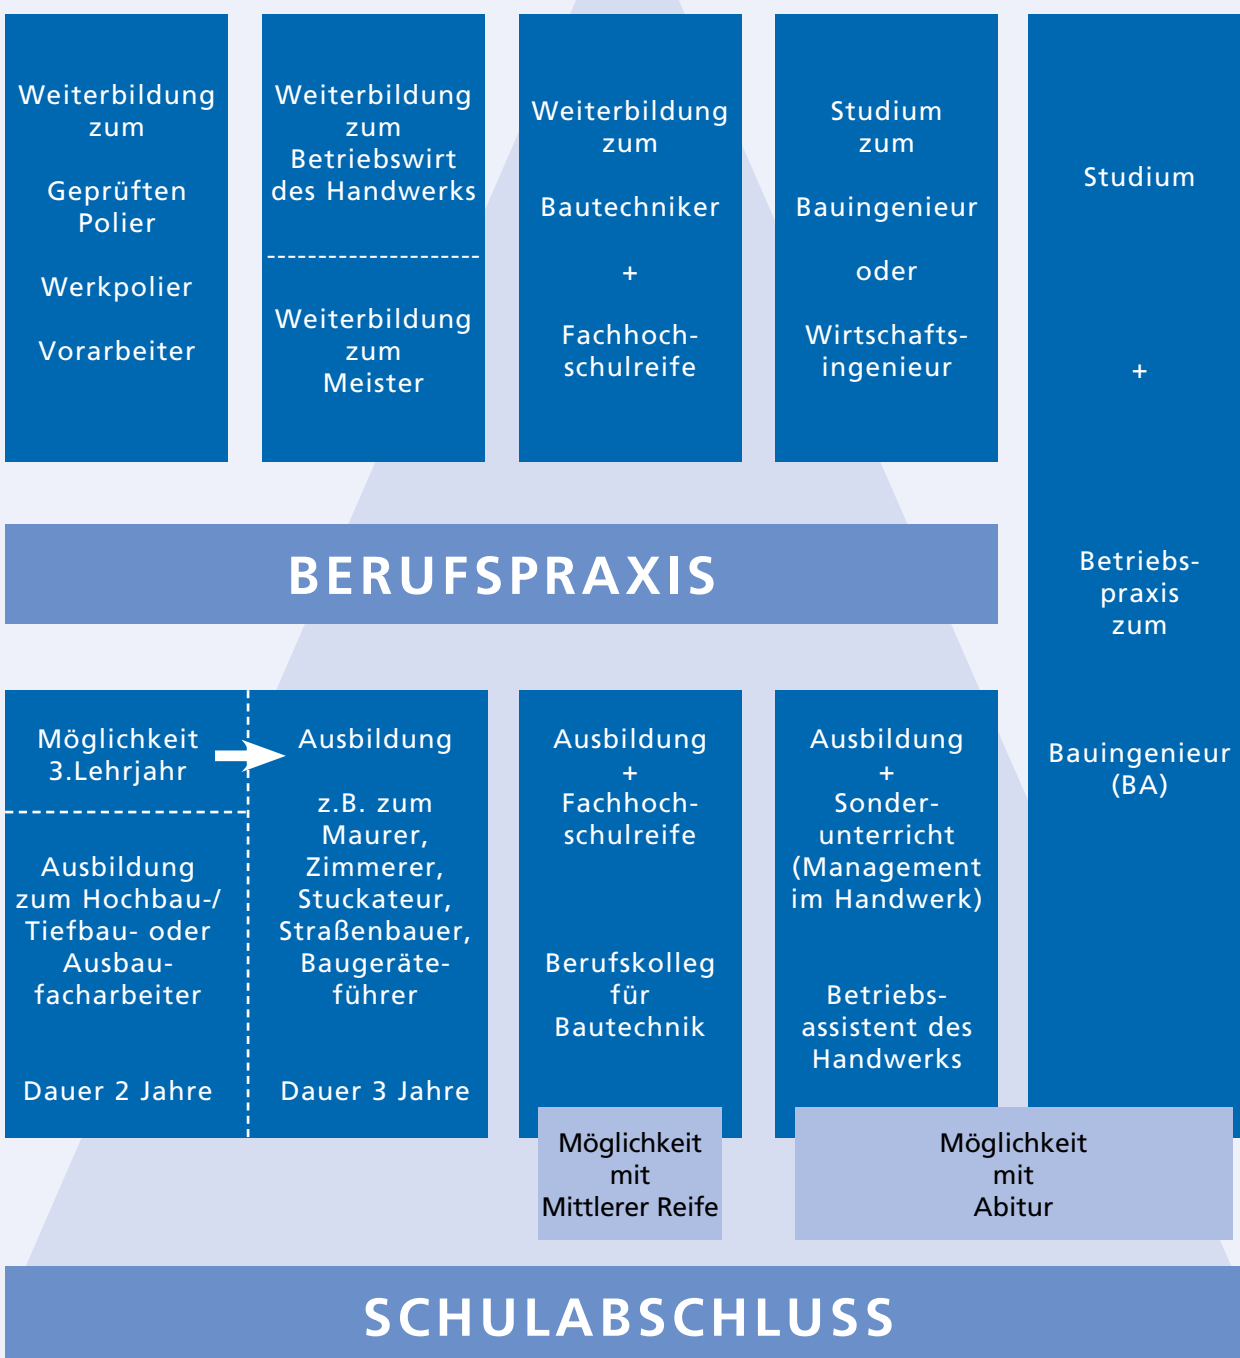 Weiterbildung
zum
Geprüften
Polier
Werkpolier
Vorarbeiter
Weiterbildung
zum
Betriebswirt
des Handwerks
Weiterbildung
zum
Meister
Weiterbildung
zum
Bautechniker
+
Fachhoch-
schulreife
Studium
zum
Bauingenieur
oder
Wirtschafts-
ingenieur
Studium
+
Betriebs-
praxis
zum
Bauingenieur
(BA)
BERUFSPRAXIS
Möglichkeit
3.Lehrjahr
Ausbildung
zum Hochbau-/
Tiefbau- oder
Ausbau-
facharbeiter
Dauer 2 Jahre
Ausbildung
z.B. zum
Maurer,
Zimmerer,
Stuckateur,
Straßenbauer,
Baugeräte-
führer
Dauer 3 Jahre
Ausbildung
+
Fachhoch-
schulreife
Berufskolleg
für
Bautechnik
Möglichkeit
mit
Mittlerer Reife
Ausbildung
+
Sonder-
unterricht
(Management
im Handwerk)
Betriebs-
assistent des
Handwerks
Möglichkeit
mit
Abitur
SCHULABSCHLUSS